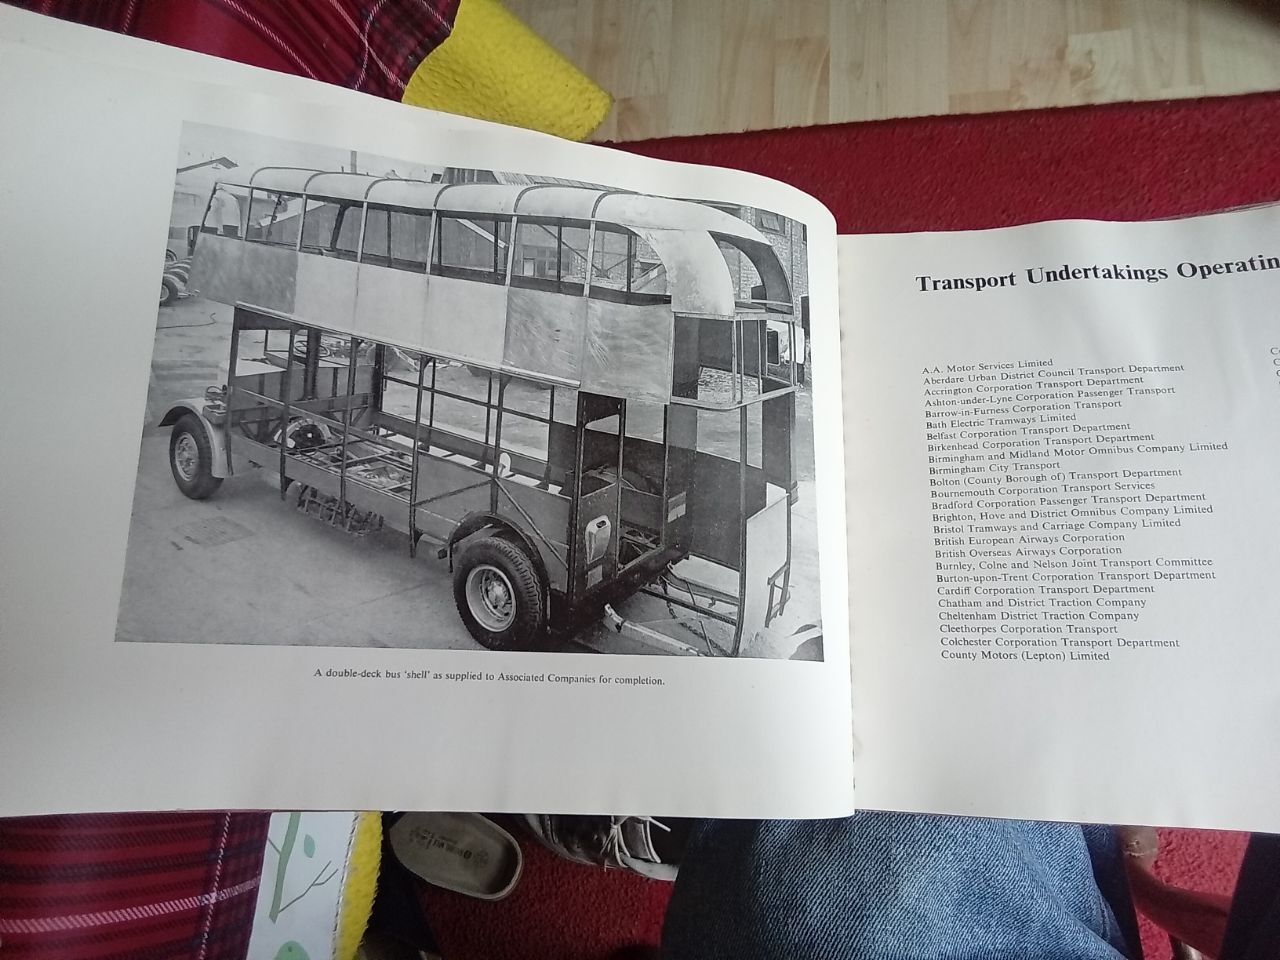 A double-deck bus 'shell' as supplied to Associated Companies for completion.
Transport Undertakings Operatin
A.A. Motor Services Limited
Aberdare Urban District Council Transport Department
Accrington Corporation Transport Department
Ashton-under-Lyne Corporation Passenger Transport
Barrow-in-Furness Corporation Transport
Bath Electric Tramways Limited
Belfast Corporation Transport Department
Birkenhead Corporation Transport Department
Birmingham and Midland Motor Omnibus Company Limited
Birmingham City Transport
Bolton (County Borough of) Transport Department
Bournemouth Corporation Transport Services
Bradford Corporation Passenger Transport Department
Brighton, Hove and District Omnibus Company Limited
Bristol Tramways and Carriage Company Limited
British European Airways Corporation
British Overseas Airways Corporation
Burnley, Colne and Nelson Joint Transport Committee
Burton-upon-Trent Corporation Transport Department
Cardiff Corporation Transport Department
Chatham and District Traction Company
Cheltenham District Traction Company
Cleethorpes Corporation Transport
Colchester Corporation Transport Department
County Motors (Lepton) Limited